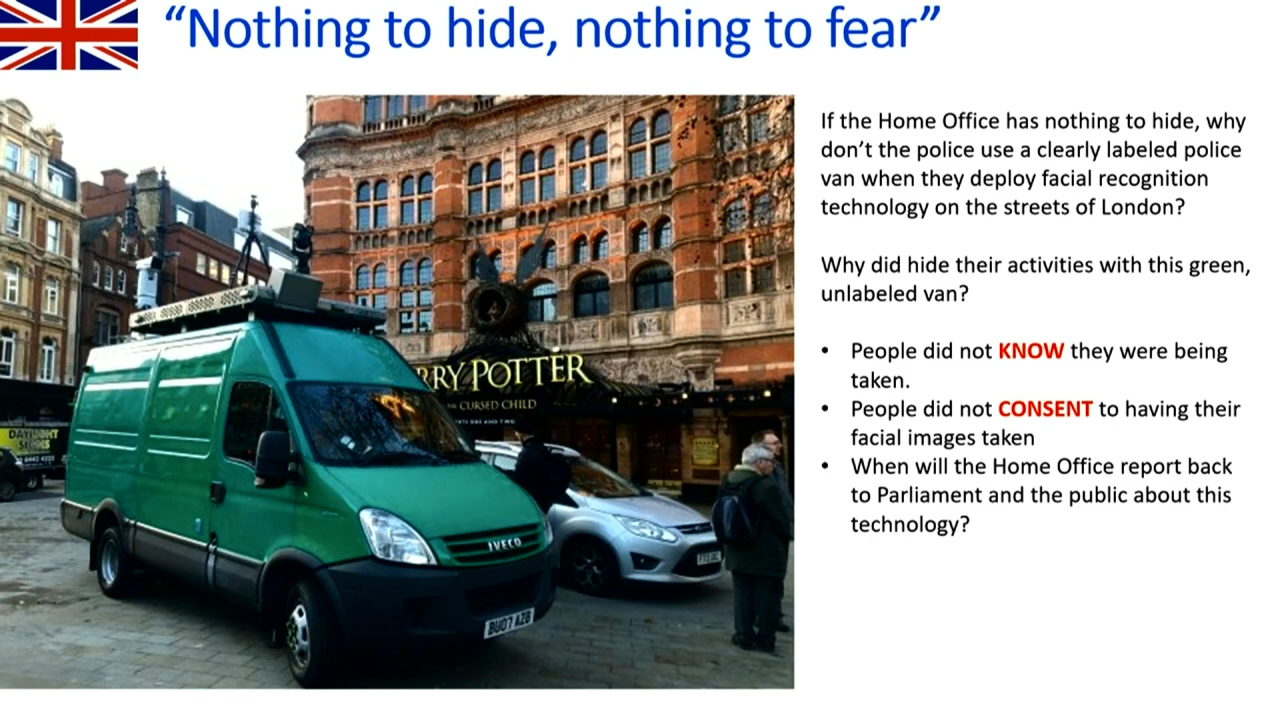 “Nothing to hide, nothing to fear”
If the Home Office has nothing to hide, why
don’t the police use a clearly labeled police
van when they deploy facial recognition
technology on the streets of London?
Why did hide their activities with this green,
unlabeled van?
• People did not KNOW they were being
taken.
• People did not CONSENT to having their
facial images taken
• When will the Home Office report back
to Parliament and the public about this
technology?
RRY POTTER
CURSED CHILD
DAYLIGHT
IVECO
BU07 AZB